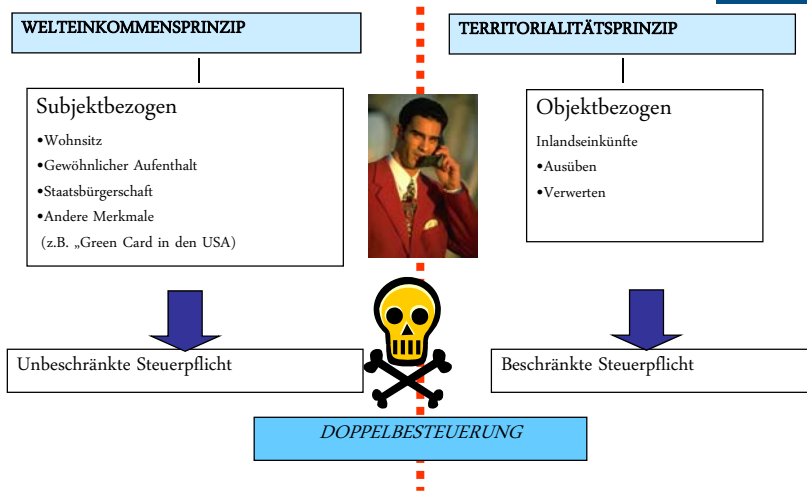 WELTEINKOMMENSPRINZIP
Subjektbezogen
•Wohnsitz
•Gewöhnlicher Aufenthalt
•Staatsbürgerschaft
•Andere Merkmale
(z.B. „Green Card in den USA)
Unbeschränkte Steuerpflicht
TERRITORIALITÄTSPRINZIP
Objektbezogen
Inlandseinkünfte
•Ausüben
•Verwerten
Beschränkte Steuerpflicht
DOPPELBESTEUERUNG